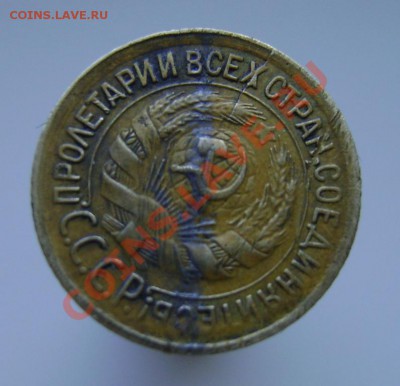 COINS.LAVE.RU
ПРОЛЕТАРИИ ВСЕХ СТРАН, СОЕДИНЯЙТЕСЬ!
С.С.С.Р.
COINS.LAVE.RU